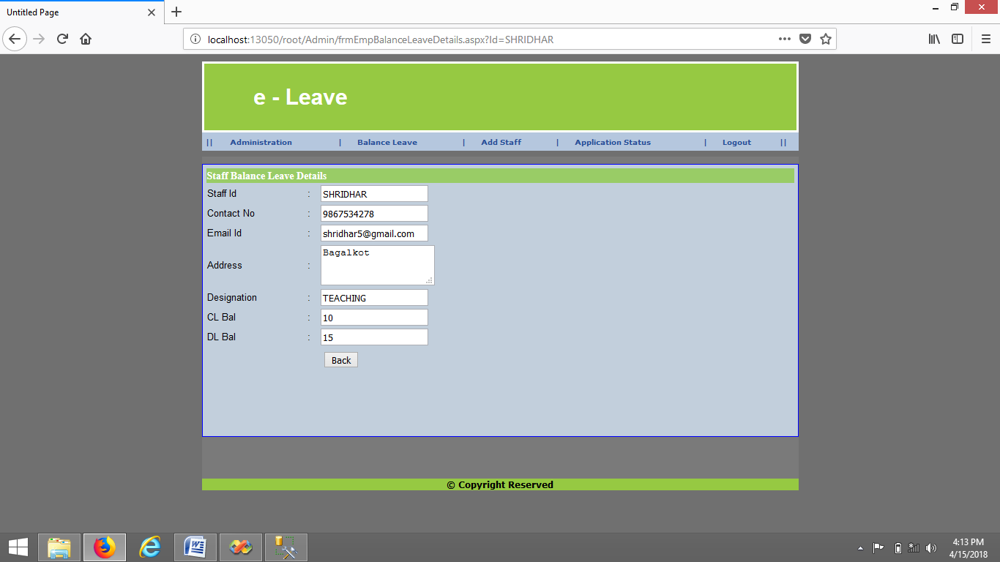 Untitled Page
localhost:13050/root/Admin/frmEmpBalanceLeaveDetails.aspx?Id=SHRIDHAR
e - Leave
|| Administration | Balance Leave | Add Staff | Application Status | Logout ||
Staff Balance Leave Details
Staff Id : SHRIDHAR
Contact No : 9867534278
Email Id : shridhar5@gmail.com
Address : Bagalkot
Designation : TEACHING
CL Bal : 10
DL Bal : 15
Back
© Copyright Reserved
4:13 PM
4/15/2018